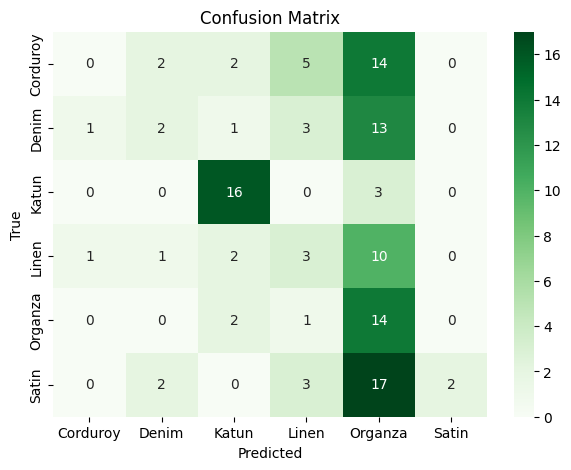 Confusion Matrix
True
Corduroy 0 2 2 5 14 0
Denim 1 2 1 3 13 0
Katun 0 0 16 0 3 0
Linen 1 1 2 3 10 0
Organza 0 0 2 1 14 0
Satin 0 2 0 3 17 2
Corduroy Denim Katun Linen Organza Satin
Predicted
16
14
12
10
8
6
4
2
0